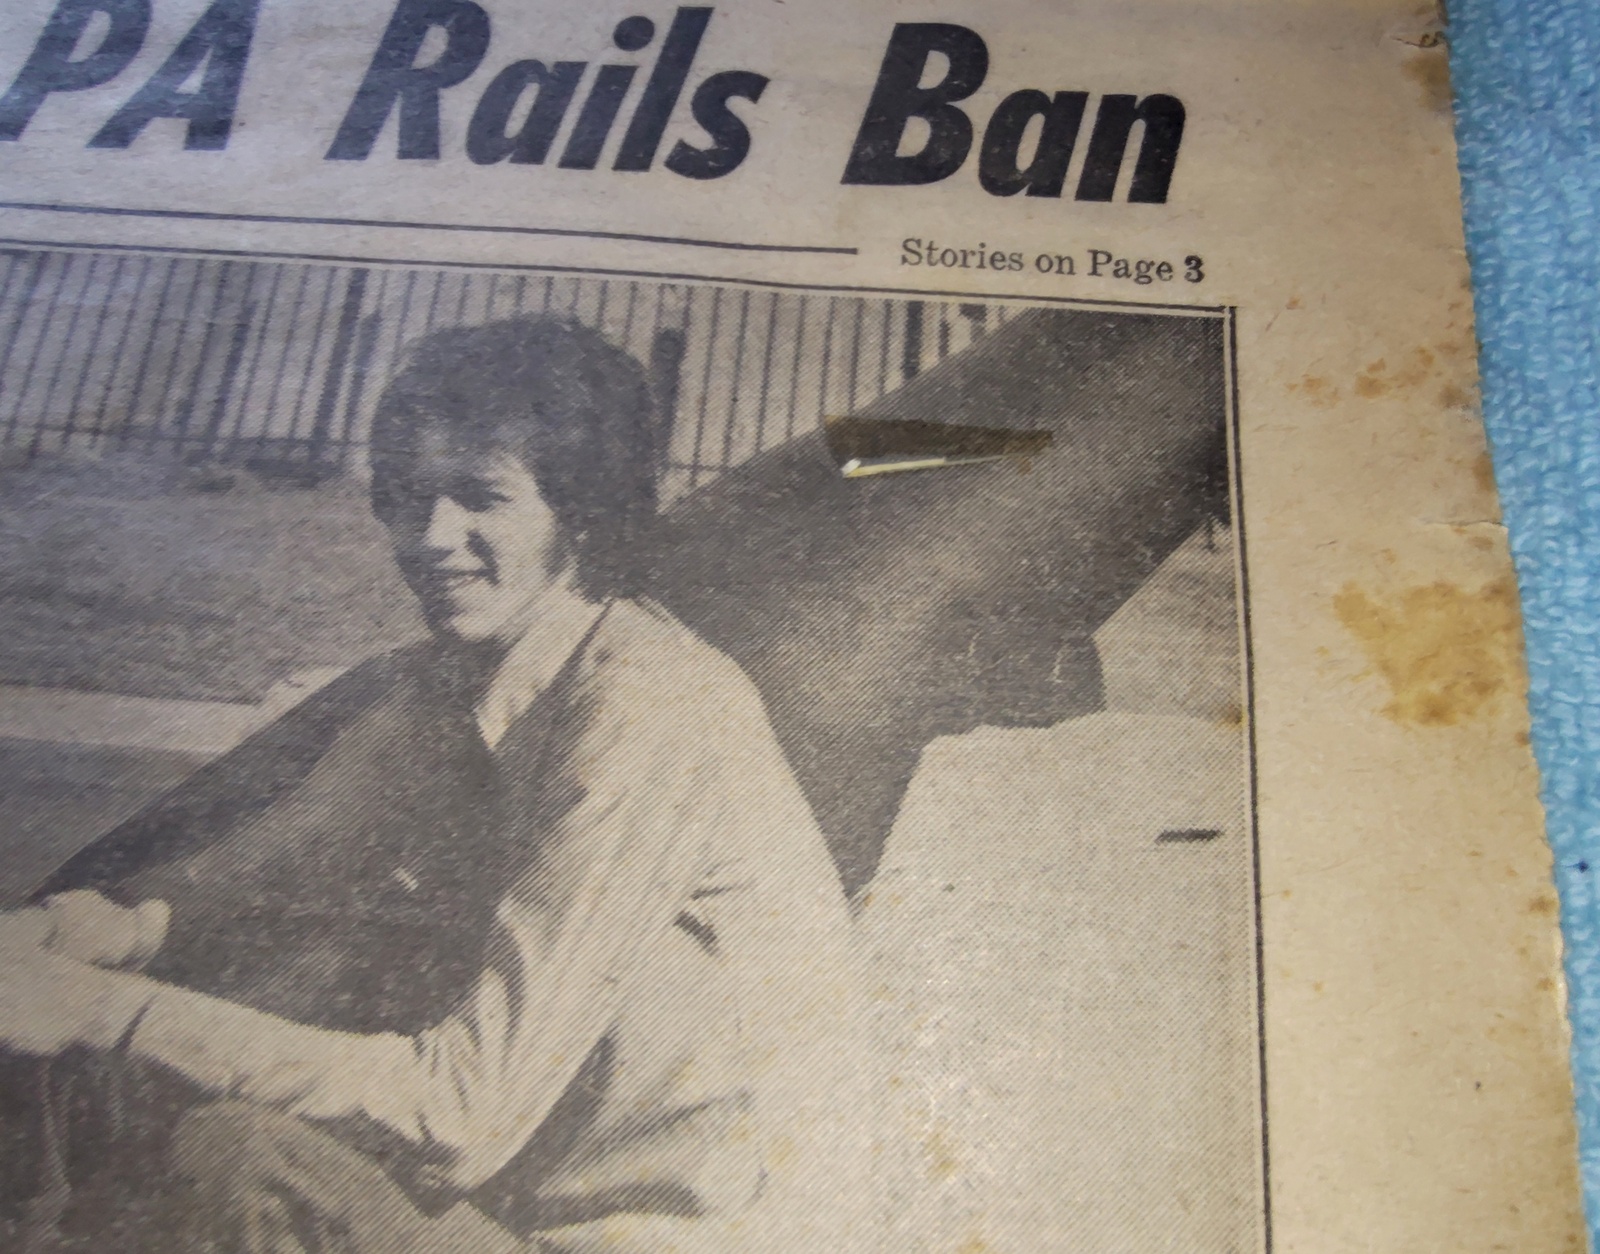 PA Rails Ban
Stories on Page 3